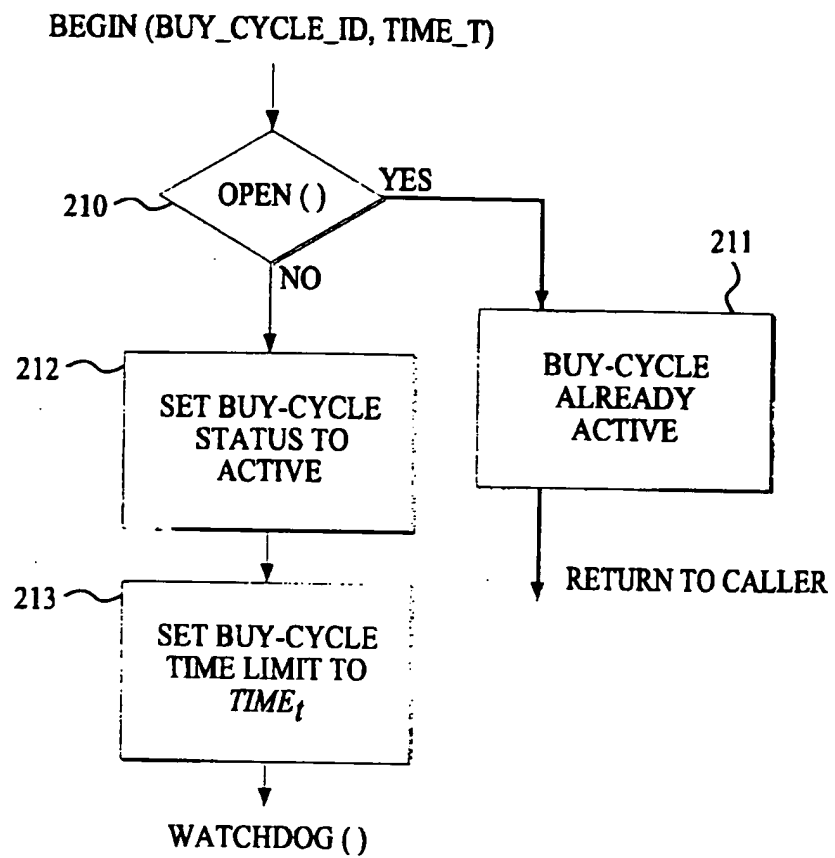 BEGIN (BUY_CYCLE_ID, TIME_T)
OPEN ( )
YES
210
NO
211
212
SET BUY-CYCLE
STATUS TO
ACTIVE
BUY-CYCLE
ALREADY
ACTIVE
RETURN TO CALLER
213
SET BUY-CYCLE
TIME LIMIT TO
TIMEt
WATCHDOG ( )